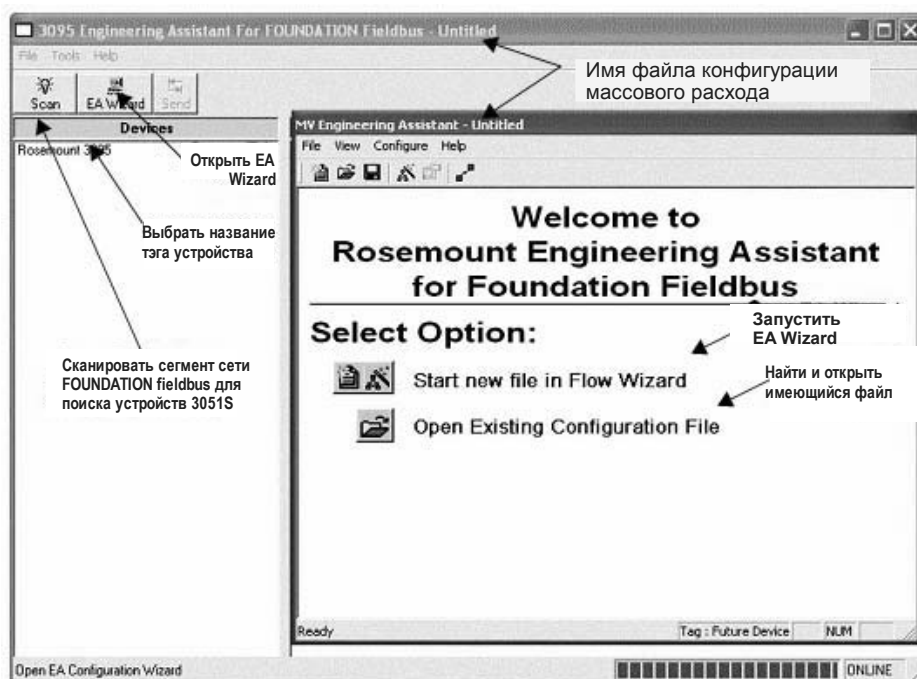 3095 Engineering Assistant For FOUNDATION Fieldbus - Untitled
File Tools Help
Scan
EA Wizard
Send
Devices
Rosemount 3095
Имя файла конфигурации
массового расхода
Открыть EA
Wizard
Выбрать название
тэга устройства
Сканировать сегмент сети
FOUNDATION fieldbus для
поиска устройств 3051S
MV Engineering Assistant - Untitled
File View Configure Help
Welcome to
Rosemount Engineering Assistant
for Foundation Fieldbus
Select Option:
Запустить
EA Wizard
Start new file in Flow Wizard
Найти и открыть
имеющийся файл
Open Existing Configuration File
Ready
Tag : Future Device
NUM
Open EA Configuration Wizard
ONLINE